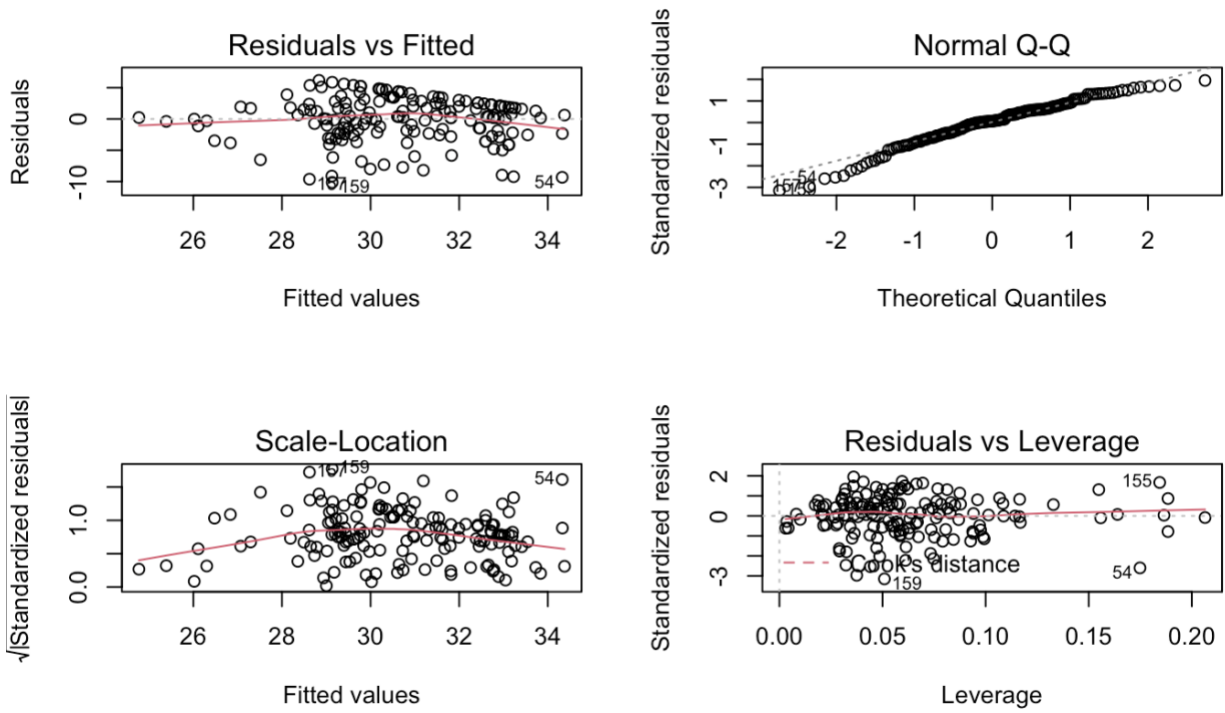 Residuals vs Fitted
Residuals
0
-10
157
159
54
26 28 30 32 34
Fitted values
Normal Q-Q
Standardized residuals
1
-1
-3
54
159
-2 -1 0 1 2
Theoretical Quantiles
Scale-Location
√|Standardized residuals|
1.0
0.0
159
54
26 28 30 32 34
Fitted values
Residuals vs Leverage
Standardized residuals
2
0
-3
155
distance
54
159
0.00 0.05 0.10 0.15 0.20
Leverage